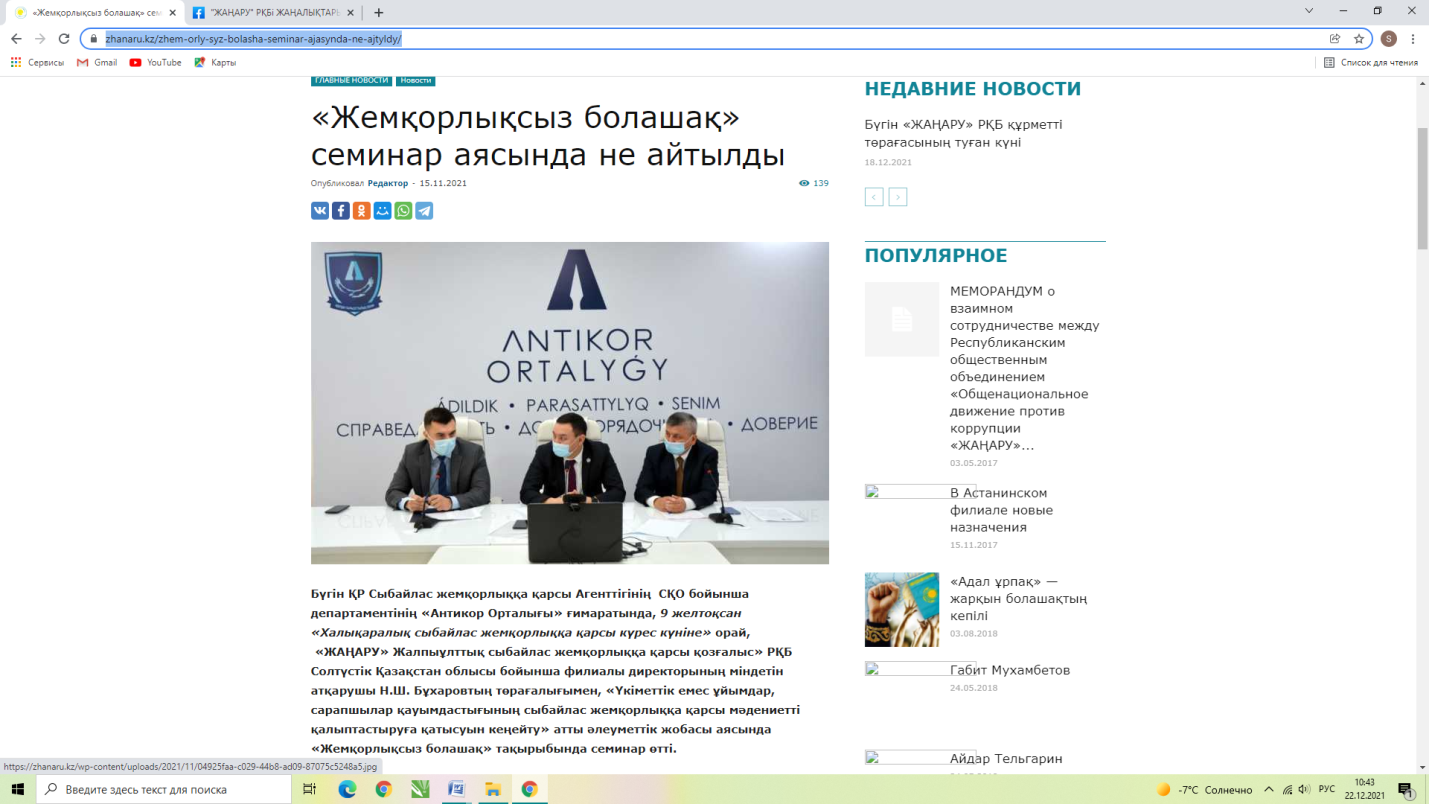 «Жемқорлықсыз болашақ» сем
"ЖАҢАРУ" РҚБі ЖАҢАЛЫҚТАРЫ
zhanaru.kz/zhem-orly-syz-bolasha-seminar-ajasynda-ne-ajtyldy/
S
Сервисы
Gmail
YouTube
Карты
Список для чтения
ГЛАВНЫЕ НОВОСТИ
Новости
«Жемқорлықсыз болашақ»
семинар аясында не айтылды
Опубликовал Редактор - 15.11.2021
139
ANTIKOR
ORTALYǴY
ÁDILDIK • PARASATTYLYQ • SENIM
• ДОВЕРИЕ
Бүгін ҚР Сыбайлас жемқорлыққа қарсы Агенттігінің СҚО бойынша
департаментінің «Антикор Орталығы» ғимаратында, 9 желтоқсан
«Халықаралық сыбайлас жемқорлыққа қарсы күрес күніне» орай,
«ЖАҢАРУ» Жалпыұлттық сыбайлас жемқорлыққа қарсы қозғалыс» РҚБ
Солтүстік Қазақстан облысы бойынша филиалы директорының міндетін
атқарушы Н.Ш. Бұхаровтың төрағалығымен, «Үкіметтік емес ұйымдар,
сарапшылар қауымдастығының сыбайлас жемқорлыққа қарсы мәдениетті
қалыптастыруға қатысуын кеңейту» атты әлеуметтік жобасы аясында
«Жемқорлықсыз болашақ» тақырыбында семинар өтті.
НЕДАВНИЕ НОВОСТИ
Бүгін «ЖАҢАРУ» РҚБ құрметті
төрағасының туған күні
18.12.2021
ПОПУЛЯРНОЕ
МЕМОРАНДУМ о
взаимном
сотрудничестве между
Республиканским
общественным
объединением
«Общенациональное
движение против
коррупции
«ЖАҢАРУ»...
03.05.2017
В Астанинском
филиале новые
назначения
15.11.2017
«Адал ұрпақ» —
жарқын болашақтың
кепілі
03.08.2018
Габит Мухамбетов
24.05.2018
Айдар Тельгарин
https://zhanaru.kz/wp-content/uploads/2021/11/04925faa-c029-44b8-ad09-87075c5248a5.jpg
Введите здесь текст для поиска
-7°C Солнечно
РУС
10:43
22.12.2021
1